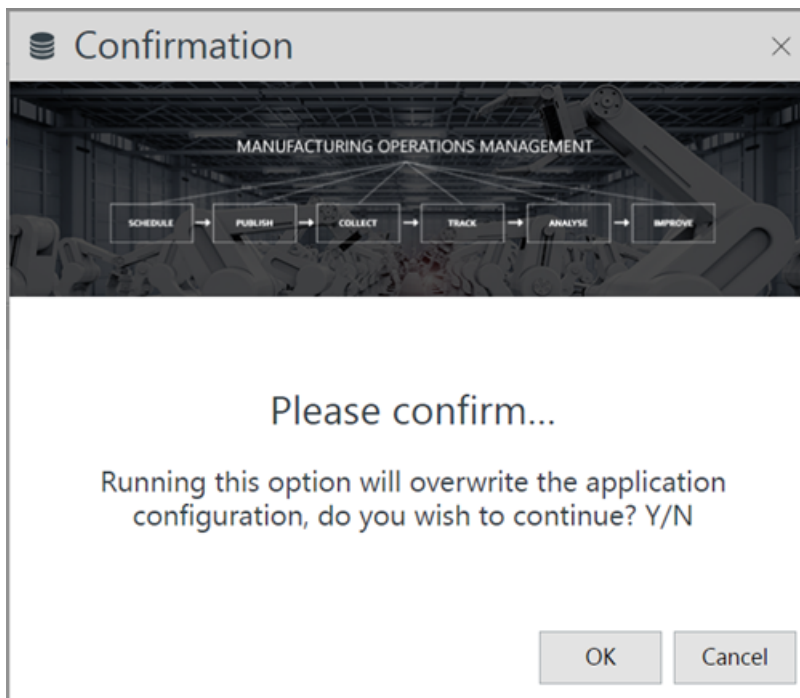 Confirmation
MANUFACTURING OPERATIONS MANAGEMENT
SCHEDULE
PUBLISH
COLLECT
TRACK
ANALYSE
IMPROVE
Please confirm...
Running this option will overwrite the application
configuration, do you wish to continue? Y/N
OK
Cancel